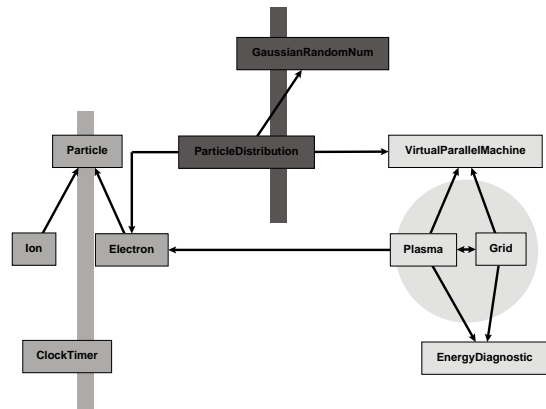 GaussianRandomNum
Particle
ParticleDistribution
VirtualParallelMachine
Ion
Electron
Plasma
Grid
ClockTimer
EnergyDiagnostic